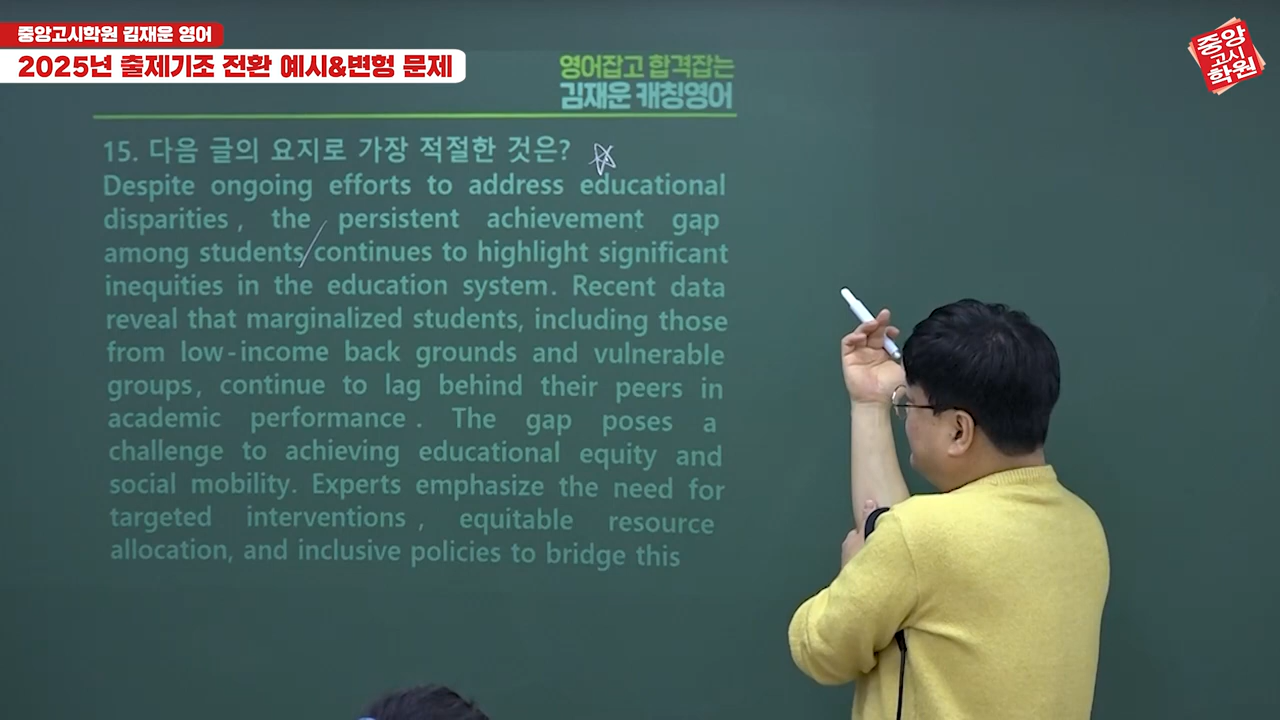 중앙고시학원 김재운 영어
2025년 출제기조 전환 예시&변형 문제
중앙
고시
학원
영어잡고 합격잡는
김재운 캐칭영어
15. 다음 글의 요지로 가장 적절한 것은?
Despite ongoing efforts to address educational
disparities, the persistent achievement gap
among students continues to highlight significant
inequities in the education system. Recent data
reveal that marginalized students, including those
from low-income back grounds and vulnerable
groups, continue to lag behind their peers in
academic performance. The gap poses a
challenge to achieving educational equity and
social mobility. Experts emphasize the need for
targeted interventions, equitable resource
allocation, and inclusive policies to bridge this